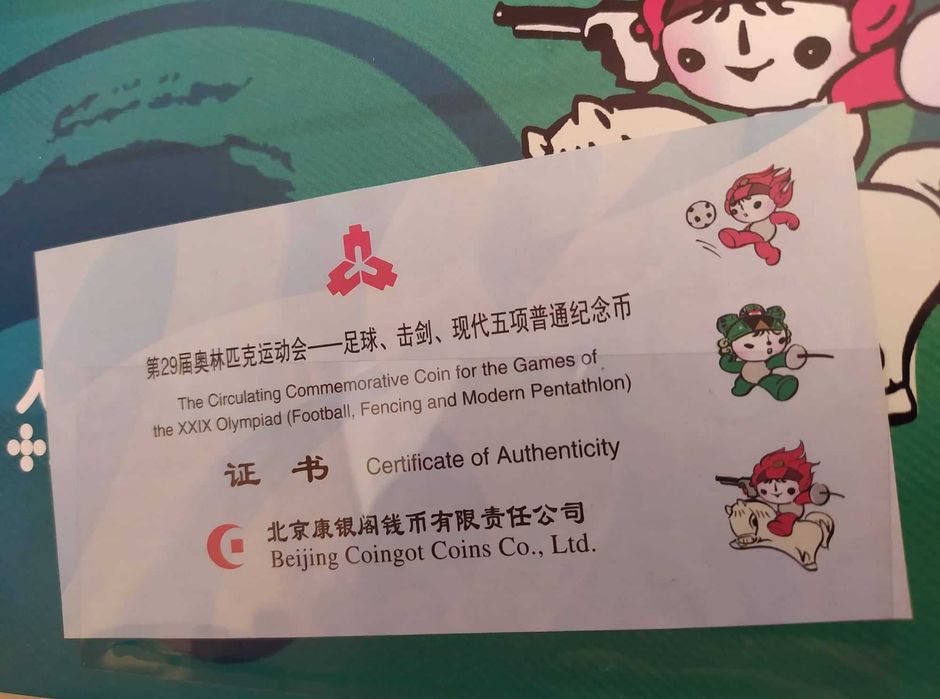 第29届奥林匹克运动会——足球、击剑、现代五项普通纪念币
The Circulating Commemorative Coin for the Games of
the XXIX Olympiad (Football, Fencing and Modern Pentathlon)
证 书 Certificate of Authenticity
北京康银阁钱币有限责任公司
Beijing Coingot Coins Co., Ltd.